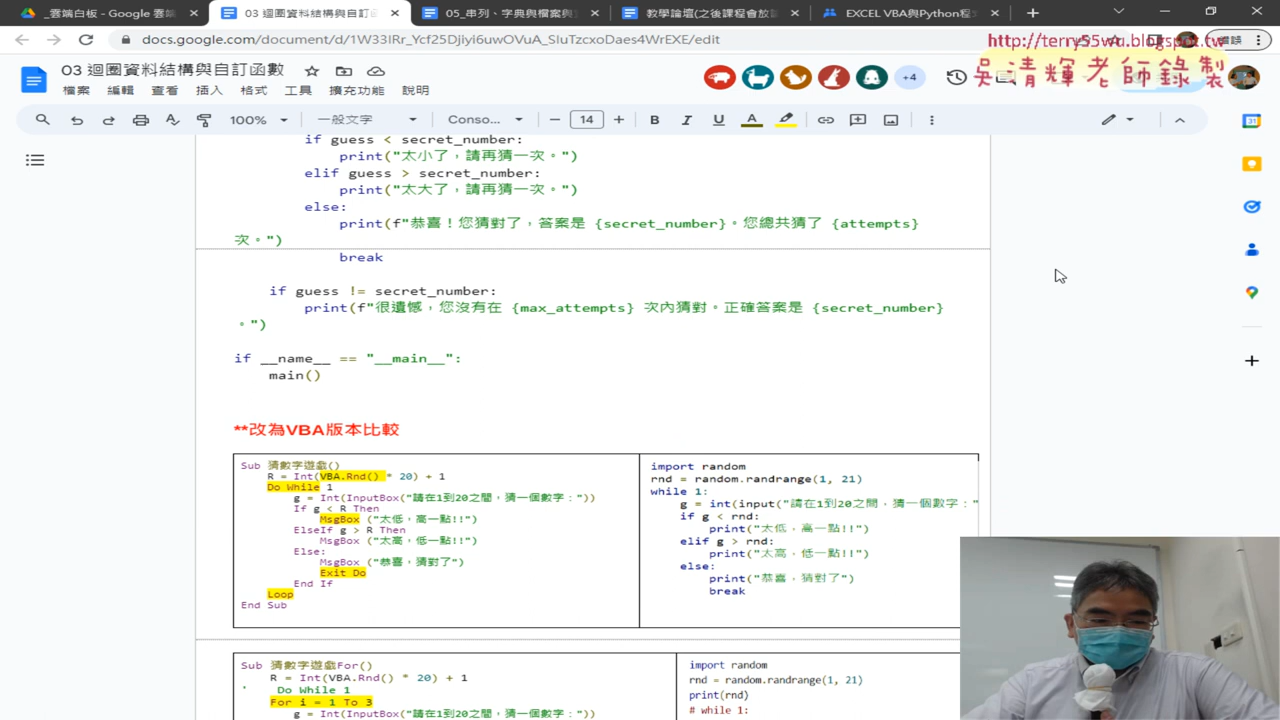 _雲端白板 - Google 雲端
03 迴圈資料結構與自訂函
05_串列、字典與檔案與
教學論壇(之後課程會放
EXCEL VBA與Python程
docs.google.com/document/d/1W33IRr_Ycf25Djiyi6uwOVuA_SIuTzcxoDaes4WrEXE/edit
http://terry55wu.blogspot.tw
吳清輝老師錄製
03 迴圈資料結構與自訂函數
檔案 編輯 查看 插入 格式 工具 擴充功能 說明
+4
100% 一般文字 Conso... 14
if guess < secret_number:
print("太小了，請再猜一次。")
elif guess > secret_number:
print("太大了，請再猜一次。")
else:
print(f"恭喜！您猜對了，答案是 {secret_number}。您總共猜了 {attempts}
次。")
break
if guess != secret_number:
print(f"很遺憾，您沒有在 {max_attempts} 次內猜對。正確答案是 {secret_number}
。")
if __name__ == "__main__":
main()
**改為VBA版本比較
Sub 猜數字遊戲()
R = Int(VBA.Rnd() * 20) + 1
Do While 1
g = Int(InputBox("請在1到20之間，猜一個數字："))
If g < R Then
MsgBox ("太低，高一點!!")
ElseIf g > R Then
MsgBox ("太高，低一點!!")
Else:
MsgBox ("恭喜，猜對了")
Exit Do
End If
Loop
End Sub
import random
rnd = random.randrange(1, 21)
while 1:
g = int(input("請在1到20之間，猜一個數字："
if g < rnd:
print("太低，高一點!!")
elif g > rnd:
print("太高，低一點!!")
else:
print("恭喜，猜對了")
break
Sub 猜數字遊戲For()
R = Int(VBA.Rnd() * 20) + 1
' Do While 1
For i = 1 To 3
g = Int(InputBox("請在1到20之間，猜一個數字："))
import random
rnd = random.randrange(1, 21)
print(rnd)
# while 1: